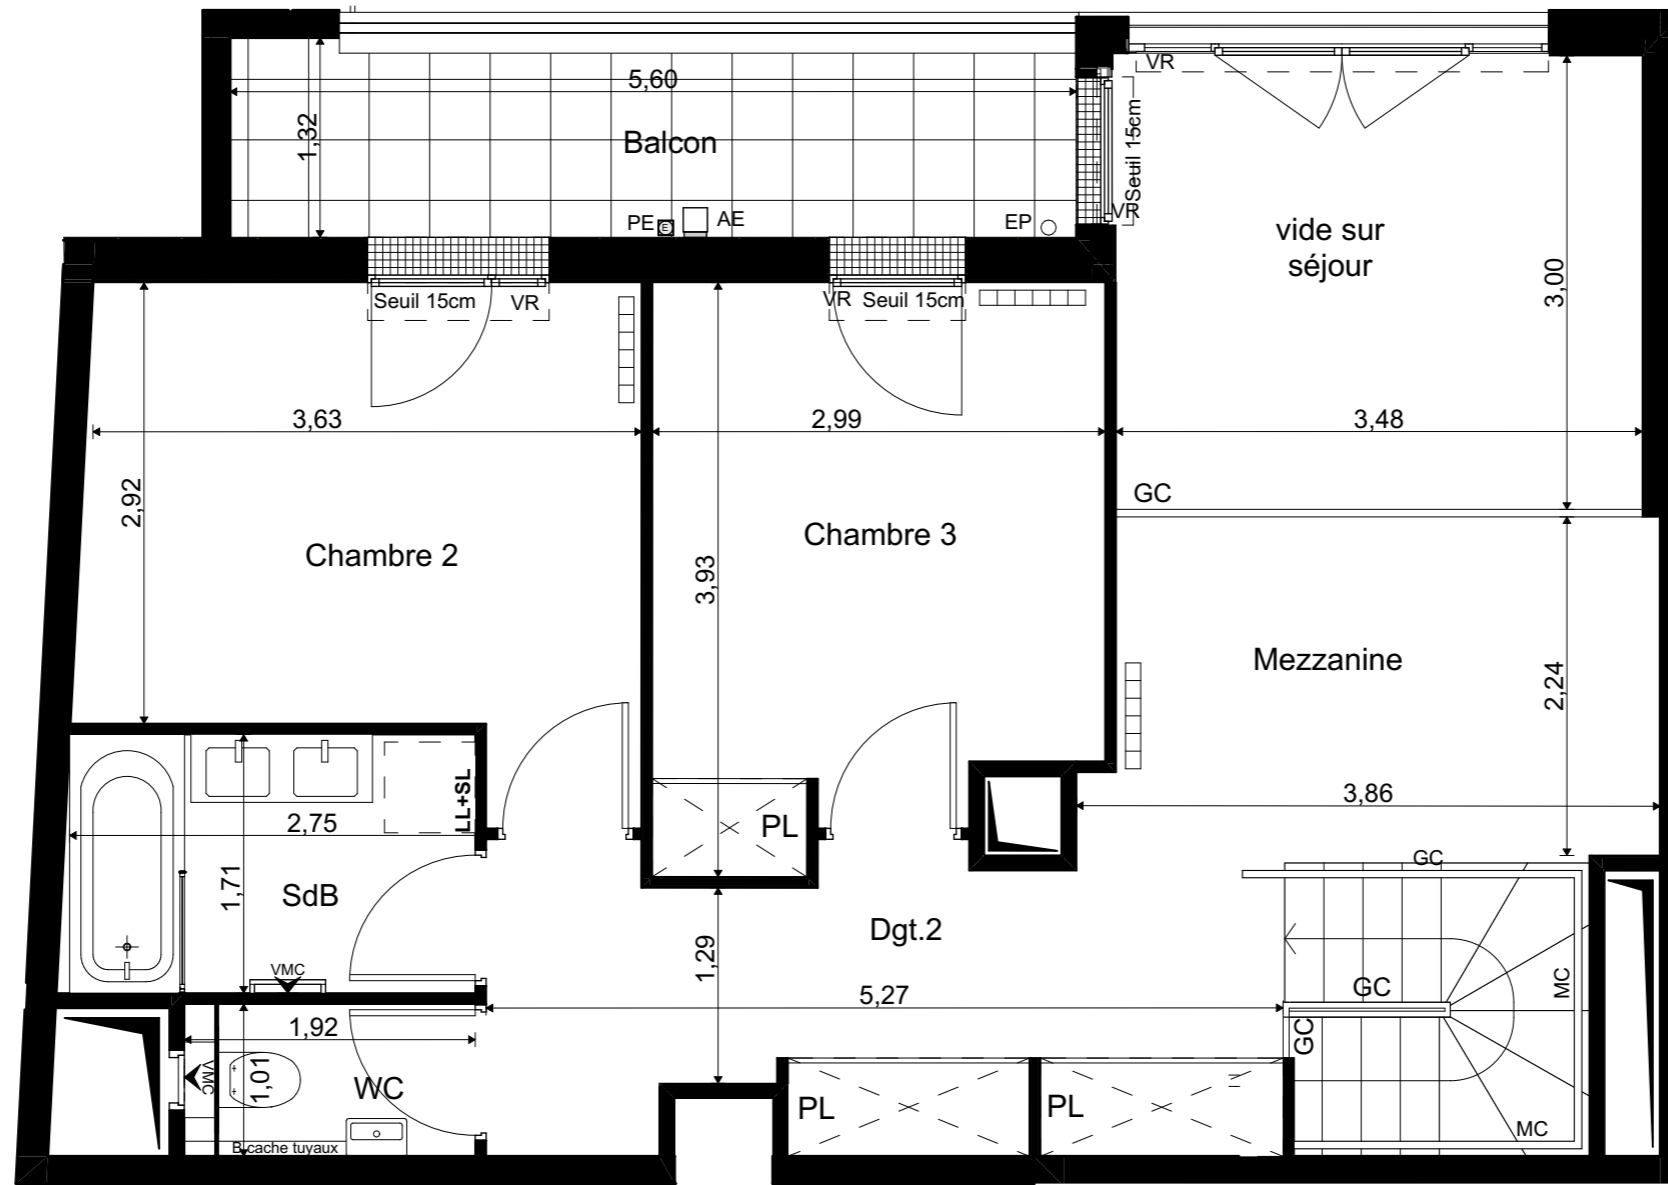 VR
5,60
Seuil 15cm
1,32
Balcon
PE
E
AE
EP
VR
vide sur
séjour
3,00
Seuil 15cm
VR
VR
Seuil 15cm
3,63
2,99
3,48
2,92
GC
Chambre 2
Chambre 3
3,93
Mezzanine
2,24
3,86
LL+SL
2,75
PL
GC
1,71
SdB
Dgt.2
1,29
VMC
5,27
GC
MC
1,92
GC
VMC
1,01
WC
PL
PL
MC
B.cache tuyaux